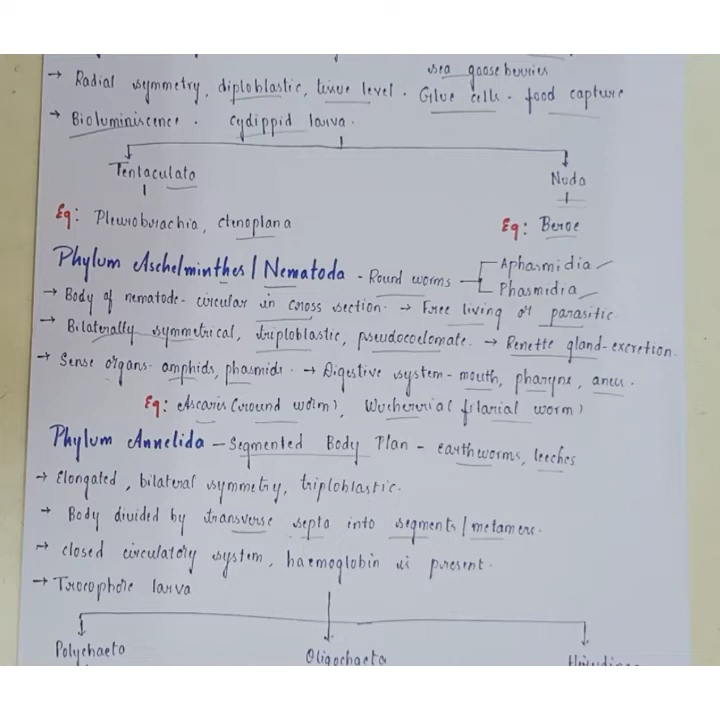 sea gooseberries
→ Radial symmetry, diploblastic, tissue level. Glue cells - food capture
→ Bioluminiscence. Cydippid larva.
Tentaculata Nuda
Eg: Pleurobrachia, ctenoplana Eg: Beroe
Phylum Aschelminthes / Nematoda - Round worms Aphasmidia
Phasmidia
→ Body of nematode- circular in cross section. → Free living or parasitic.
→ Bilaterally symmetrical, triploblastic, pseudocoelomate. → Renette gland-excretion.
→ Sense organs- amphids, phasmids. → Digestive system- mouth, pharynx, anus.
Eg: Ascaris (round worm), Wuchereria (filarial worm)
Phylum Annelida - Segmented Body Plan - earthworms, leeches
→ Elongated, bilateral symmetry, triploblastic.
→ Body divided by transverse septa into segments/metamers.
→ closed circulatory system, haemoglobin is present.
→ Trocophore larva
Polychaeta Oligochaeta